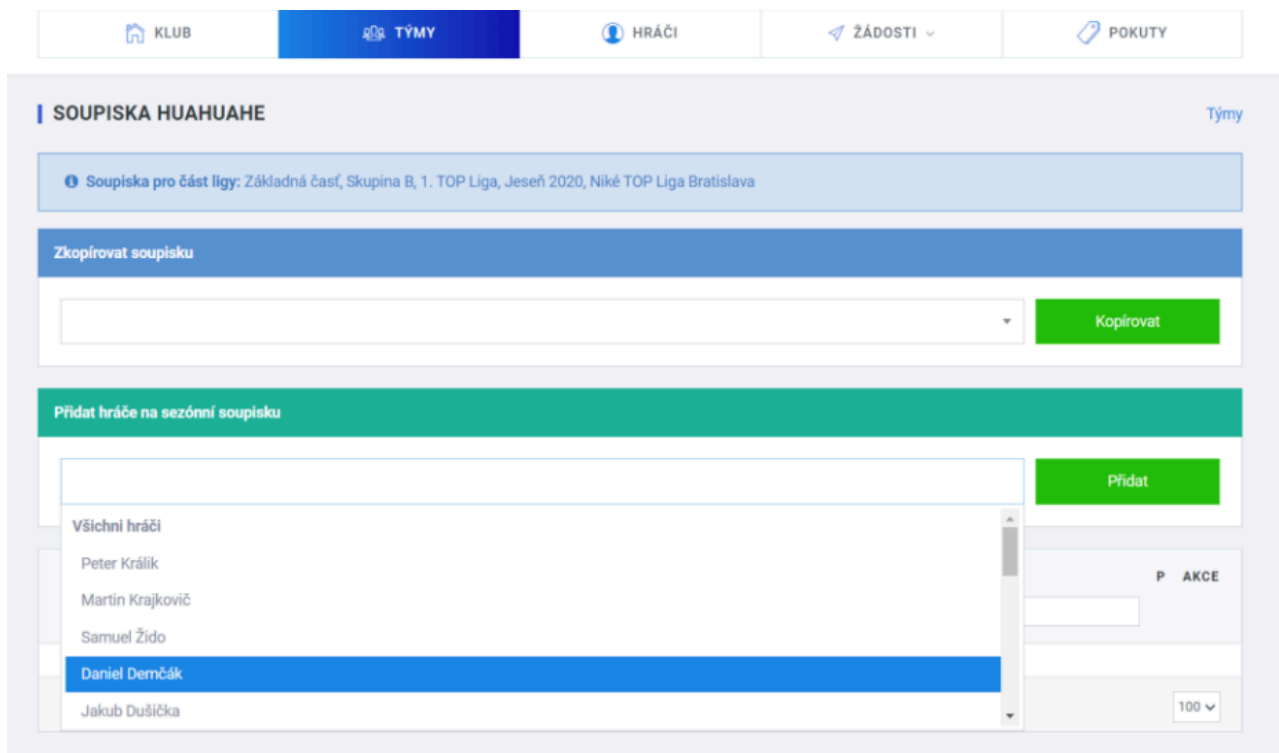 KLUB
TÝMY
HRÁČI
ŽÁDOSTI
POKUTY
SOUPISKA HUAHUAHE
Týmy
Soupiska pro část ligy: Základná časť, Skupina B, 1. TOP Liga, Jeseň 2020, Niké TOP Liga Bratislava
Zkopírovat soupisku
Kopírovat
Přidat hráče na sezónní soupisku
Přidat
Všichni hráči
Peter Králik
Martin Krajkovič
Samuel Žido
Daniel Demčák
Jakub Dušička
P AKCE
100